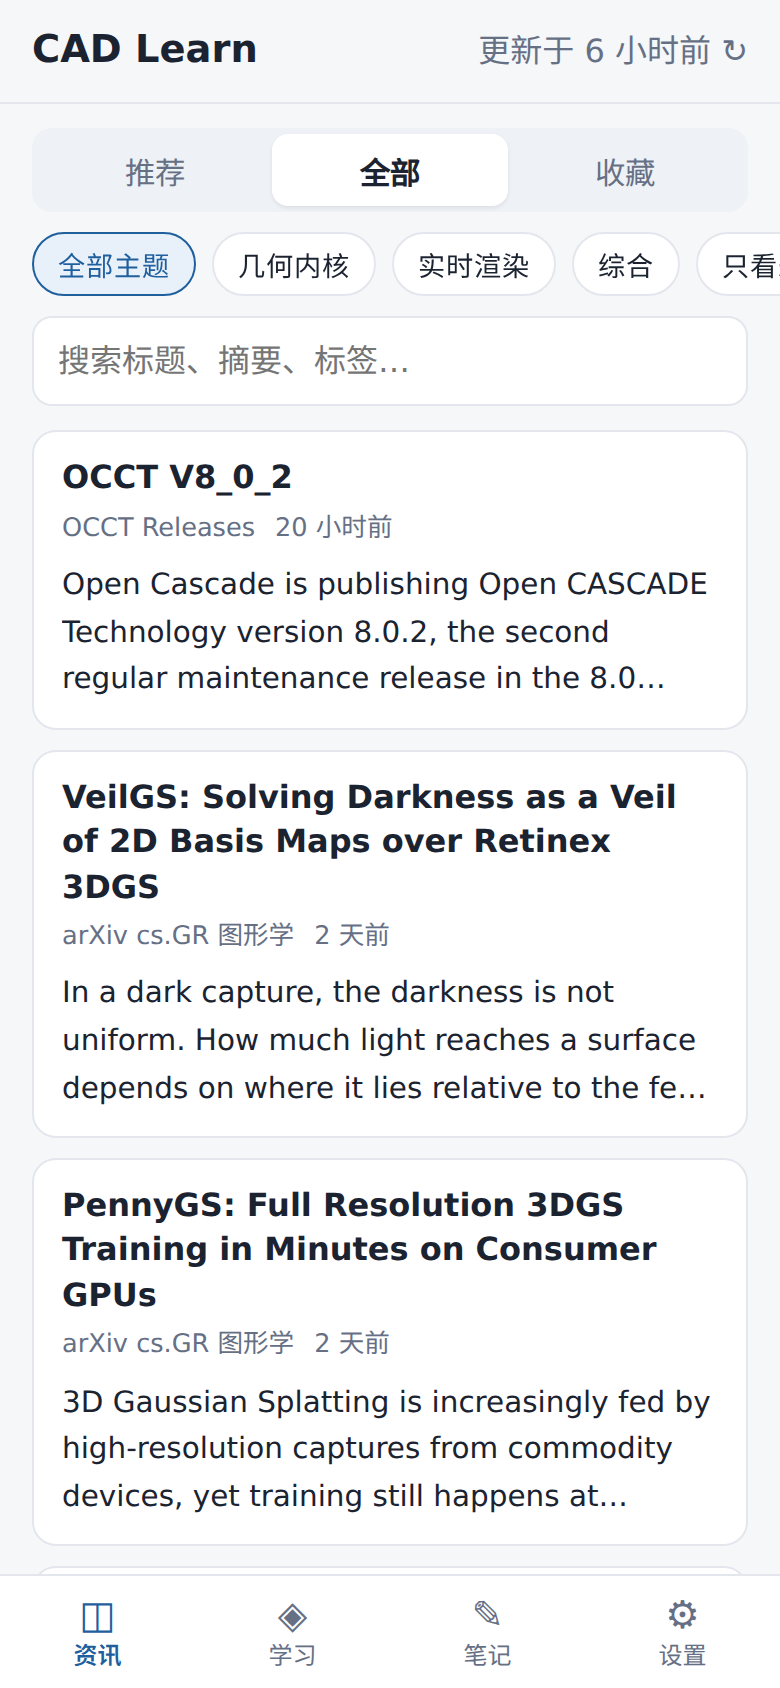 CAD Learn
更新于 6 小时前 ↻
推荐 全部 收藏
全部主题 几何内核 实时渲染 综合 只看
搜索标题、摘要、标签…
OCCT V8_0_2
OCCT Releases 20 小时前
Open Cascade is publishing Open CASCADE
Technology version 8.0.2, the second
regular maintenance release in the 8.0…
VeilGS: Solving Darkness as a Veil
of 2D Basis Maps over Retinex
3DGS
arXiv cs.GR 图形学 2 天前
In a dark capture, the darkness is not
uniform. How much light reaches a surface
depends on where it lies relative to the fe…
PennyGS: Full Resolution 3DGS
Training in Minutes on Consumer
GPUs
arXiv cs.GR 图形学 2 天前
3D Gaussian Splatting is increasingly fed by
high-resolution captures from commodity
devices, yet training still happens at…
资讯 学习 笔记 设置